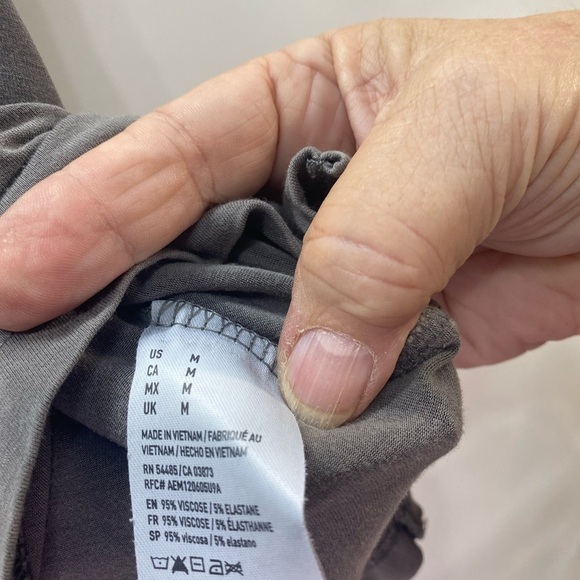 US M
CA M
MX M
UK M
MADE IN VIETNAM / FABRIQUÉ AU
VIETNAM / HECHO EN VIETNAM
RN 54485 / CA 03873
RFC# AEM120605U9A
EN 95% VISCOSE / 5% ELASTANE
FR 95% VISCOSE / 5% ÉLASTHANNE
SP 95% viscosa / 5% elastano